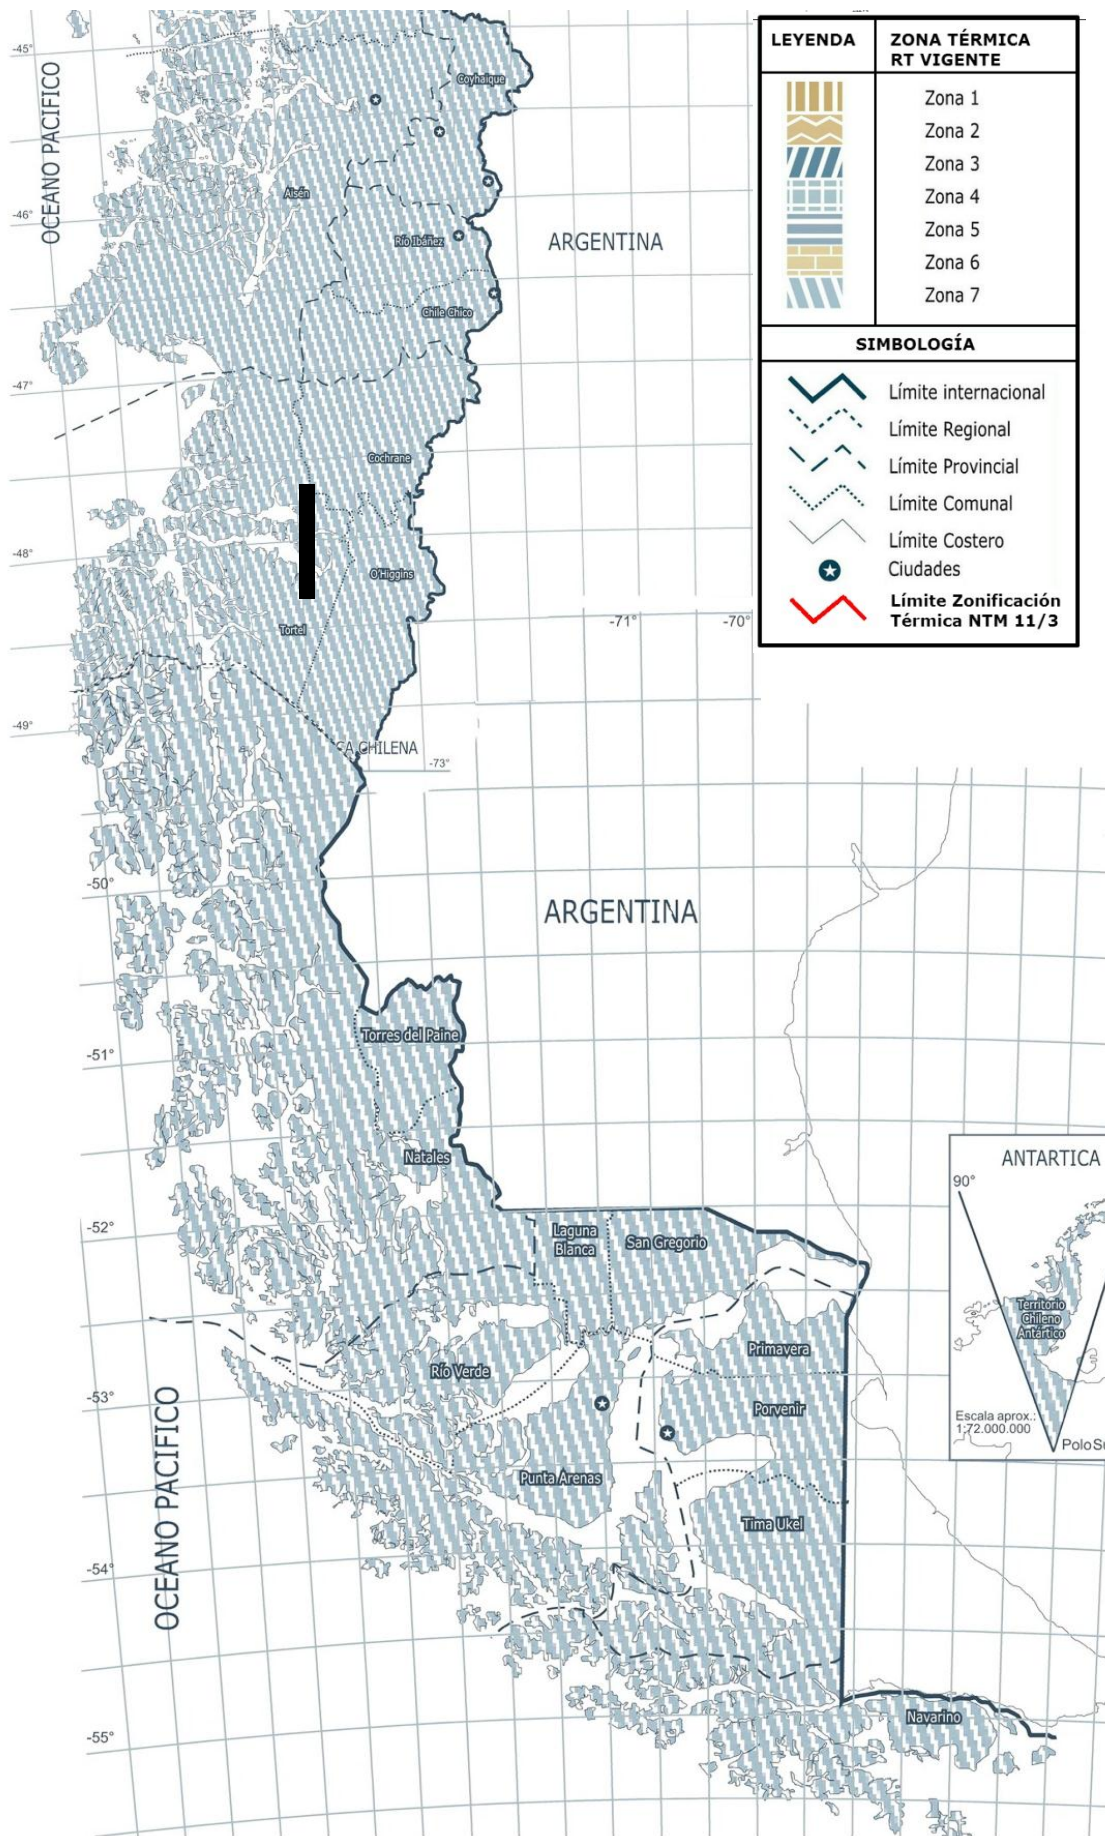 LEYENDA
ZONA TÉRMICA
RT VIGENTE
Zona 1
Zona 2
Zona 3
Zona 4
Zona 5
Zona 6
Zona 7
SIMBOLOGÍA
Límite internacional
Límite Regional
Límite Provincial
Límite Comunal
Límite Costero
Ciudades
Límite Zonificación
Térmica NTM 11/3
-45°
OCEANO PACIFICO
Coyhaique
Aisén
-46°
Río Ibáñez
ARGENTINA
Chile Chico
-47°
Cochrane
-48°
O'Higgins
Tortel
-71°
-70°
-49°
CA CHILENA
-73°
-50°
ARGENTINA
-51°
Torres del Paine
Natales
ANTARTICA
90°
-52°
Laguna
Blanca
San Gregorio
Territorio
Chileno
Antártico
Primavera
Río Verde
-53°
Porvenir
Escala aprox.:
1:72.000.000
Polo Su
OCEANO PACIFICO
Punta Arenas
Tima Ukel
-54°
Navarino
-55°